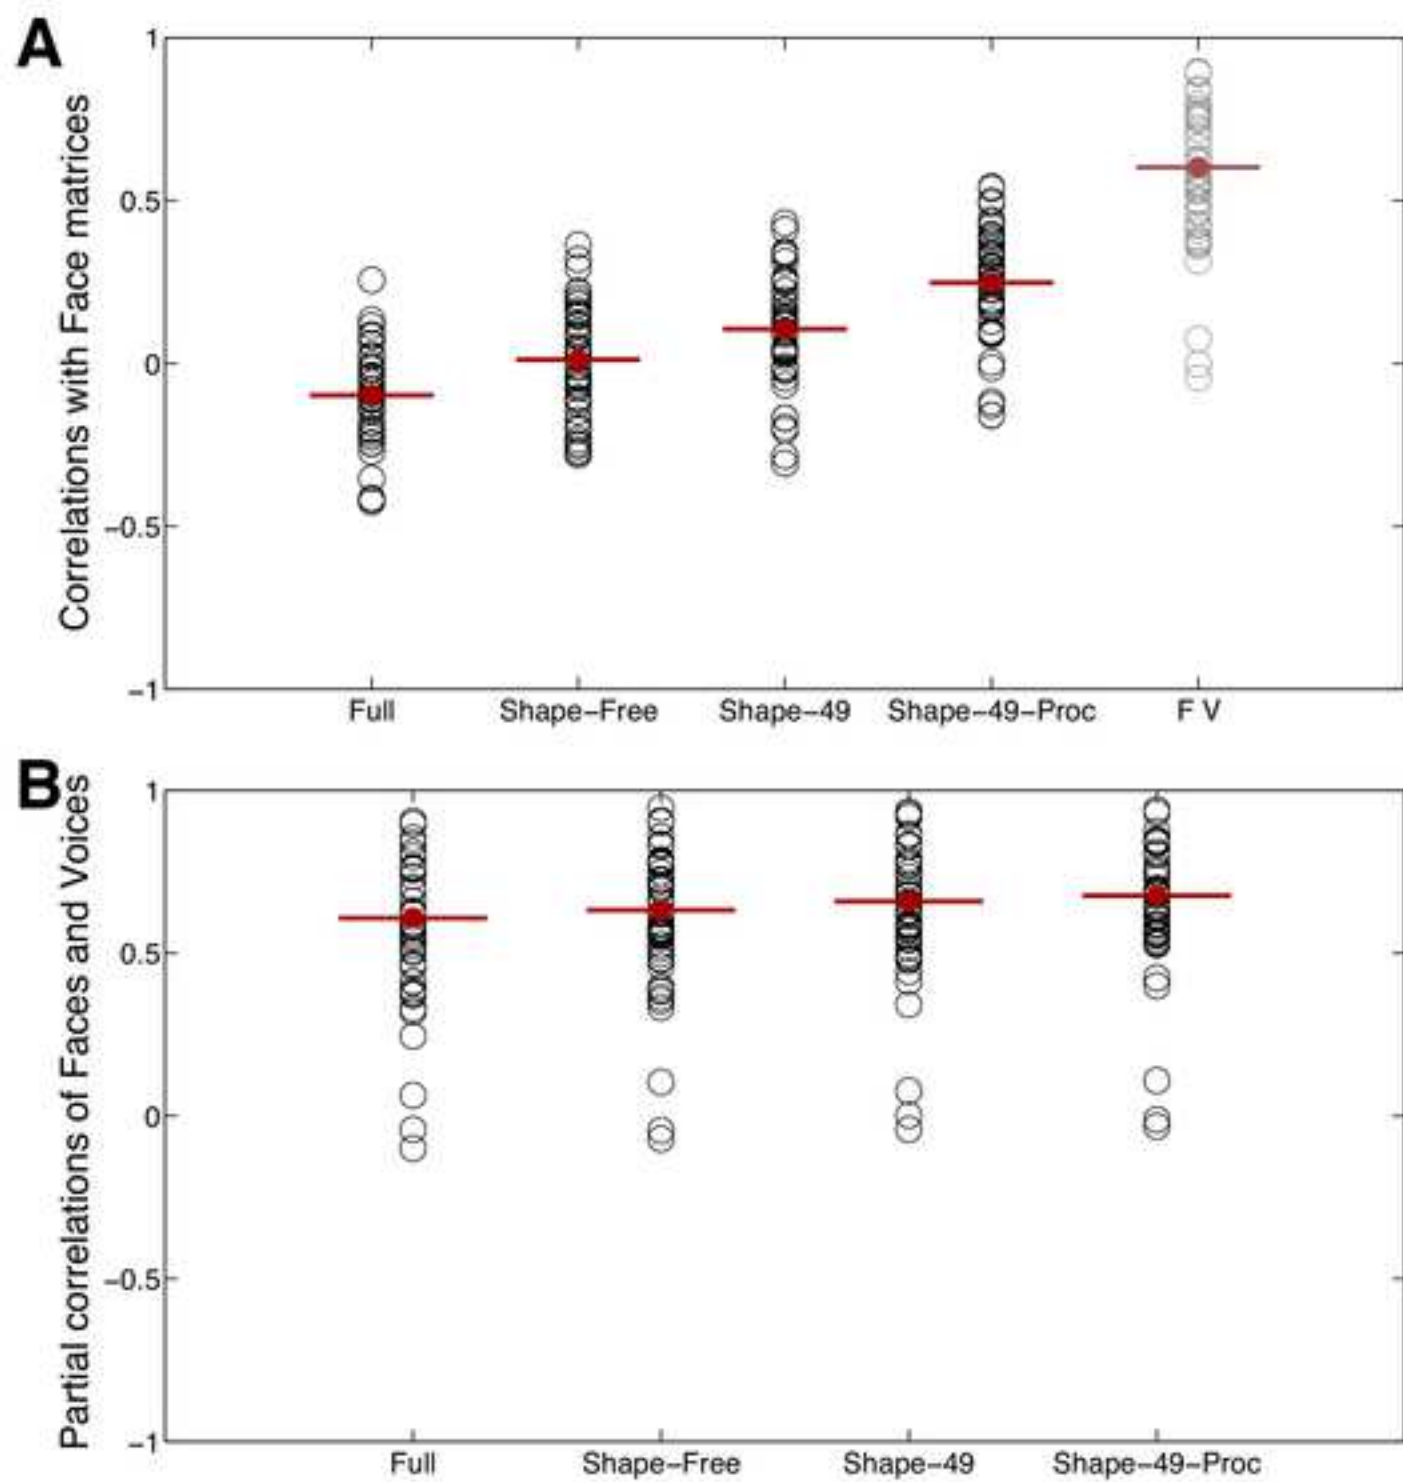 A
Correlations with Face matrices
1
0.5
0
−0.5
−1
Full Shape−Free Shape−49 Shape−49−Proc F V
B
Partial correlations of Faces and Voices
1
0.5
0
−0.5
−1
Full Shape−Free Shape−49 Shape−49−Proc